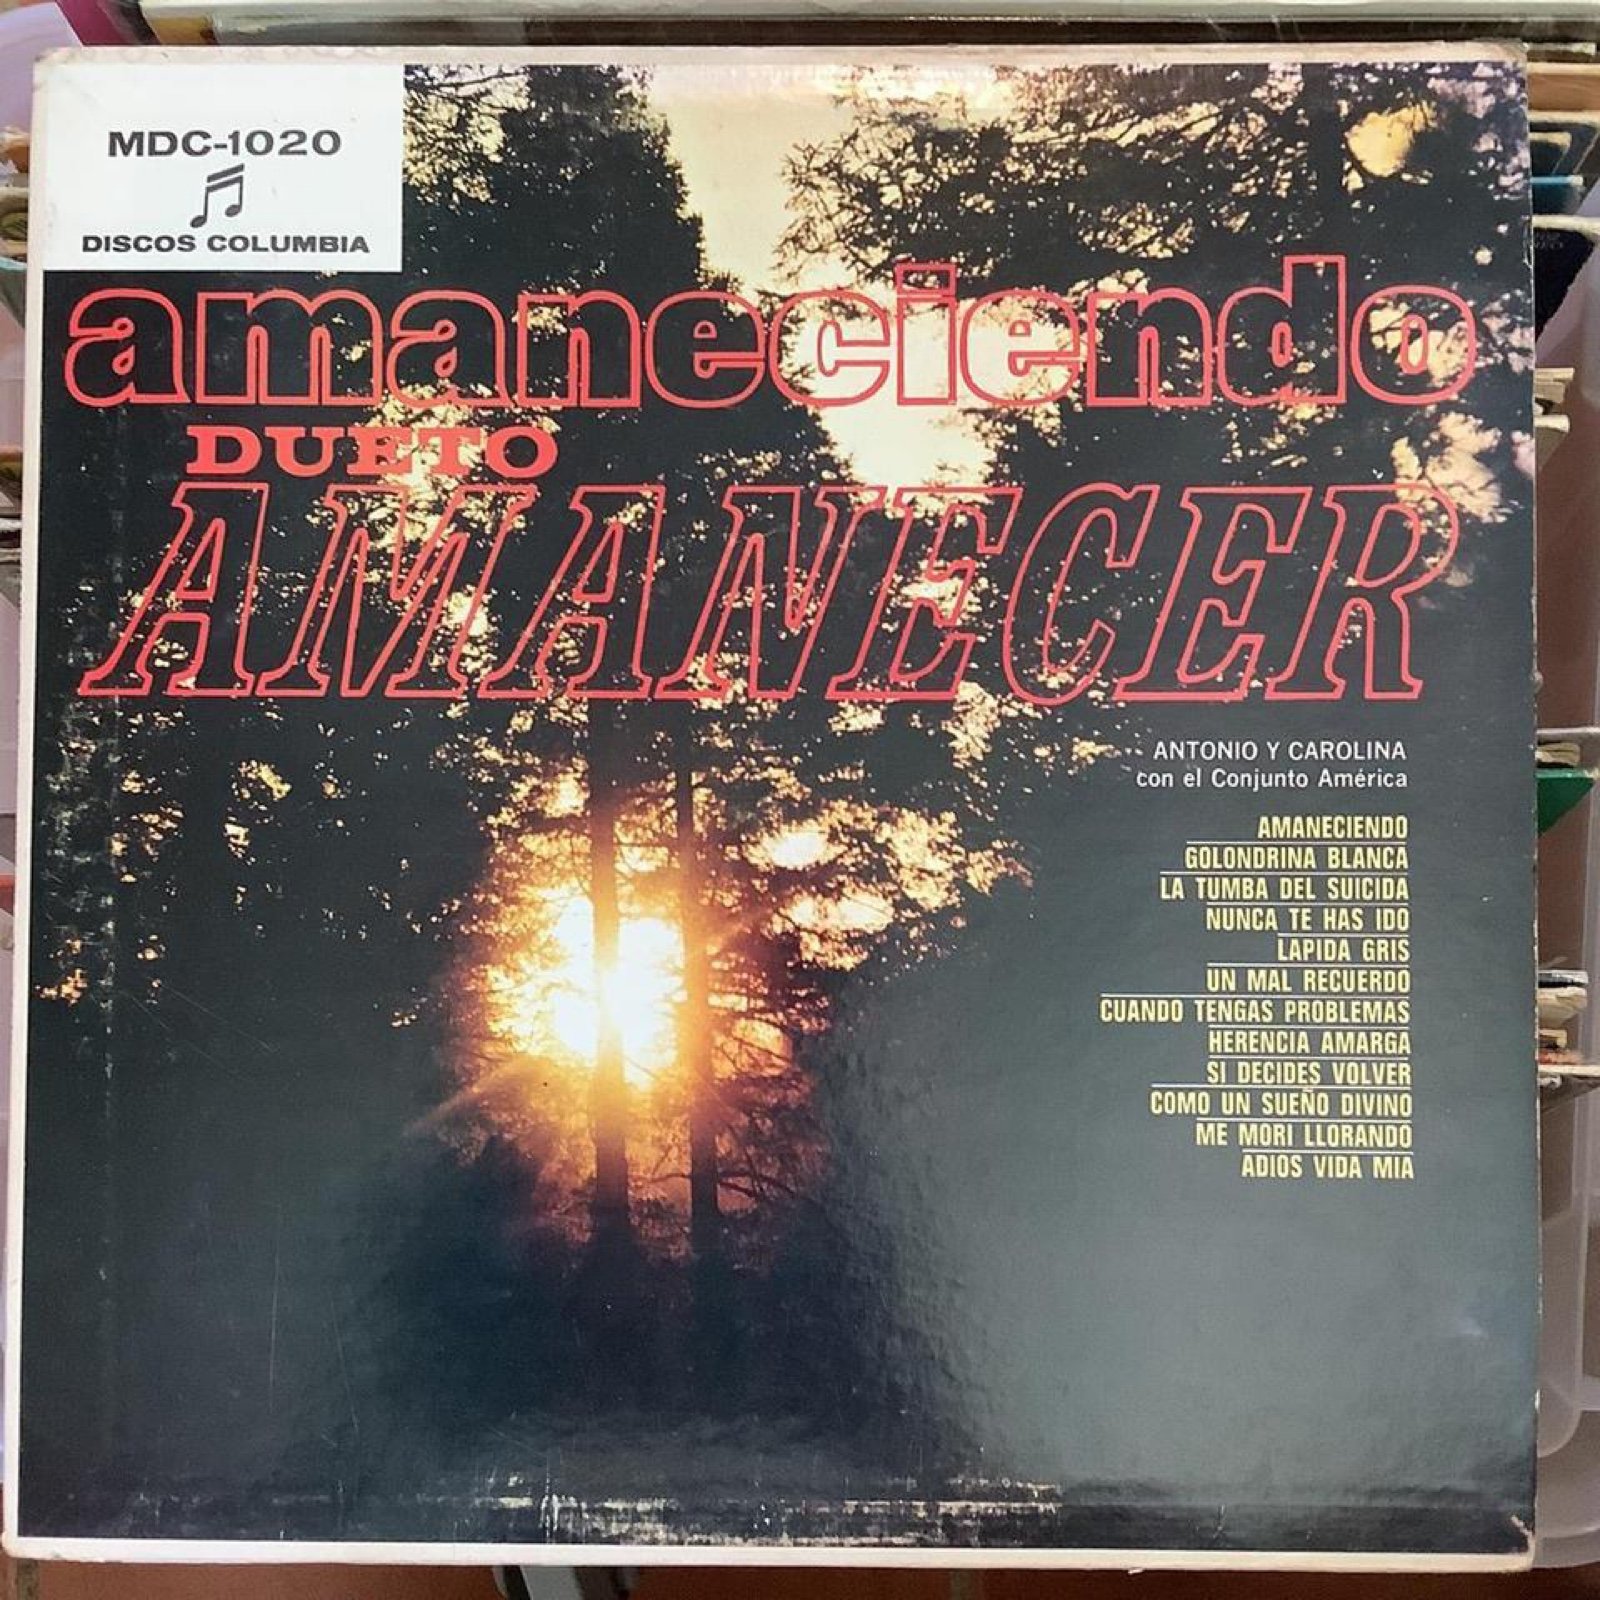 MDC-1020
DISCOS COLUMBIA
amaneciendo
DUETO
AMANECER
ANTONIO Y CAROLINA
con el Conjunto América
AMANECIENDO
GOLONDRINA BLANCA
LA TUMBA DEL SUICIDA
NUNCA TE HAS IDO
LAPIDA GRIS
UN MAL RECUERDO
CUANDO TENGAS PROBLEMAS
HERENCIA AMARGA
SI DECIDES VOLVER
COMO UN SUEÑO DIVINO
ME MORI LLORANDO
ADIOS VIDA MIA